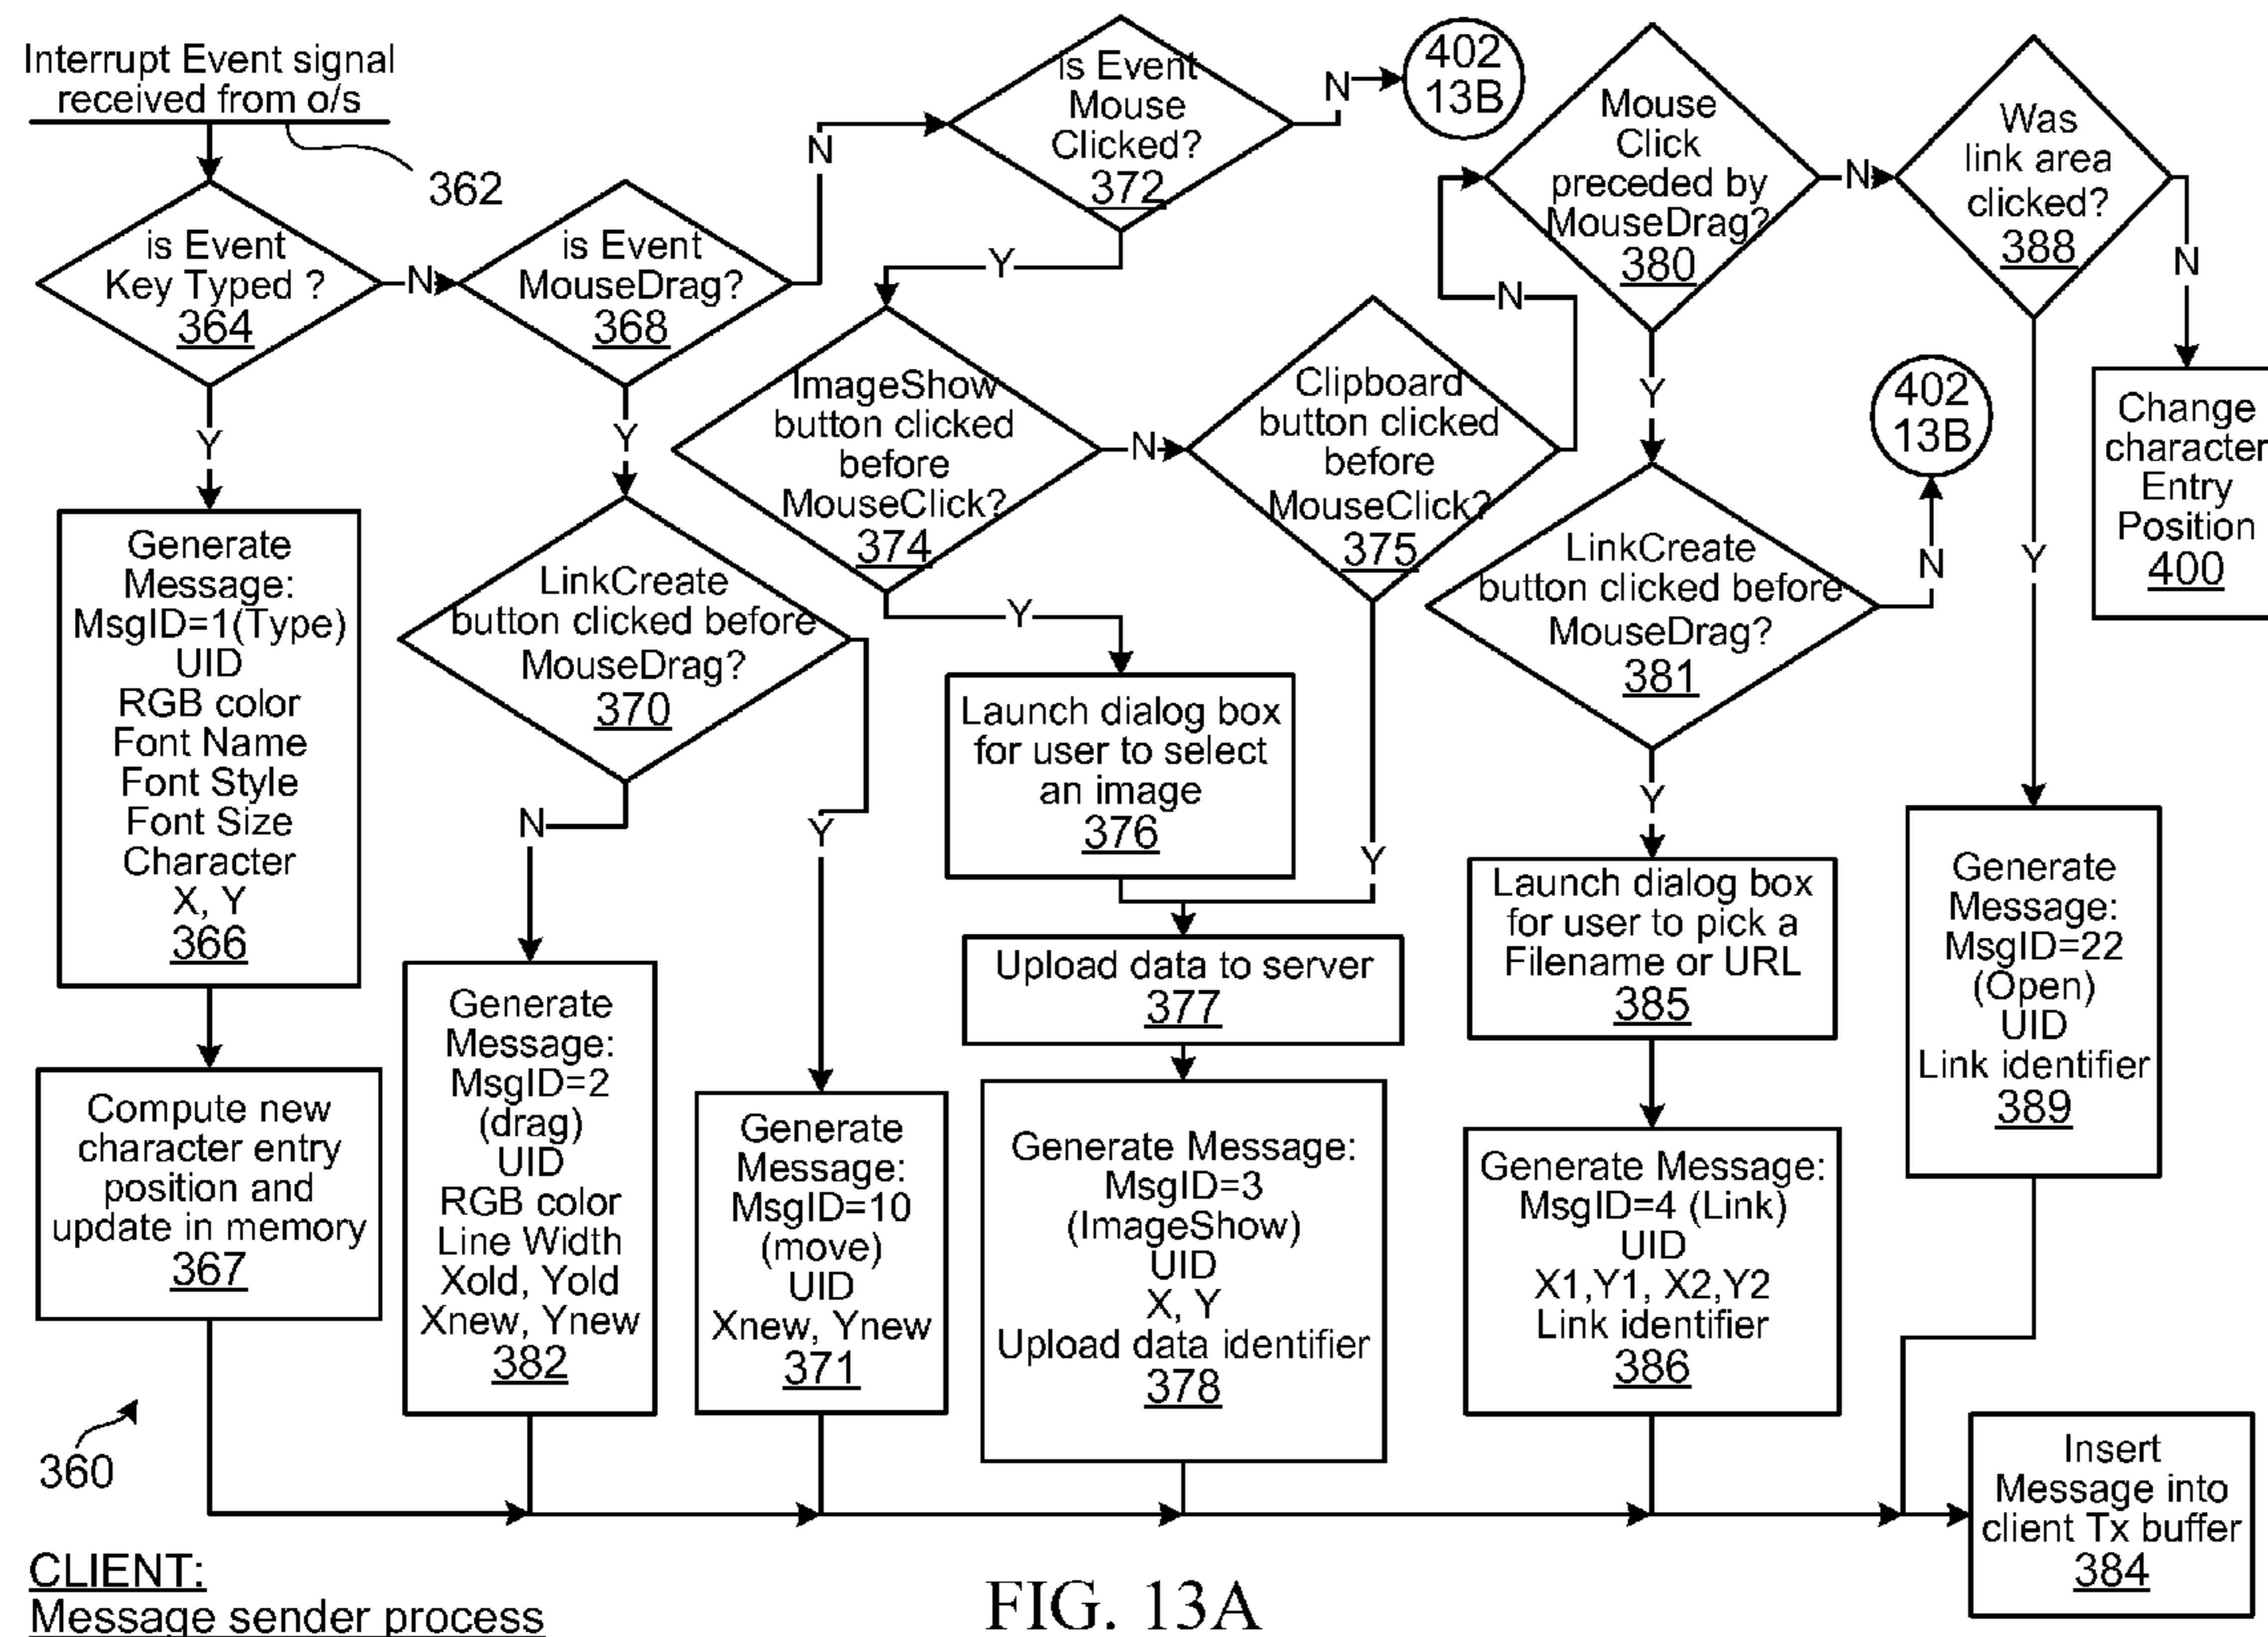 Interrupt Event signal
received from o/s
362
is Event
Key Typed ?
364
N
Y
is Event
MouseDrag?
368
N
Y
is Event
Mouse
Clicked?
372
N
Y
402
13B
Mouse
Click
preceded by
MouseDrag?
380
N
Y
Was
link area
clicked?
388
N
Y
Change
character
Entry
Position
400
ImageShow
button clicked
before
MouseClick?
374
N
Y
Clipboard
button clicked
before
MouseClick?
375
N
Y
402
13B
LinkCreate
button clicked before
MouseDrag?
381
N
Y
LinkCreate
button clicked before
MouseDrag?
370
N
Y
Generate
Message:
MsgID=1(Type)
UID
RGB color
Font Name
Font Style
Font Size
Character
X, Y
366
Compute new
character entry
position and
update in memory
367
Generate
Message:
MsgID=2
(drag)
UID
RGB color
Line Width
Xold, Yold
Xnew, Ynew
382
Generate
Message:
MsgID=10
(move)
UID
Xnew, Ynew
371
Launch dialog box
for user to select
an image
376
Upload data to server
377
Generate Message:
MsgID=3
(ImageShow)
UID
X, Y
Upload data identifier
378
Launch dialog box
for user to pick a
Filename or URL
385
Generate Message:
MsgID=4 (Link)
UID
X1,Y1, X2,Y2
Link identifier
386
Generate
Message:
MsgID=22
(Open)
UID
Link identifier
389
Insert
Message into
client Tx buffer
384
360
CLIENT:
Message sender process
FIG. 13A